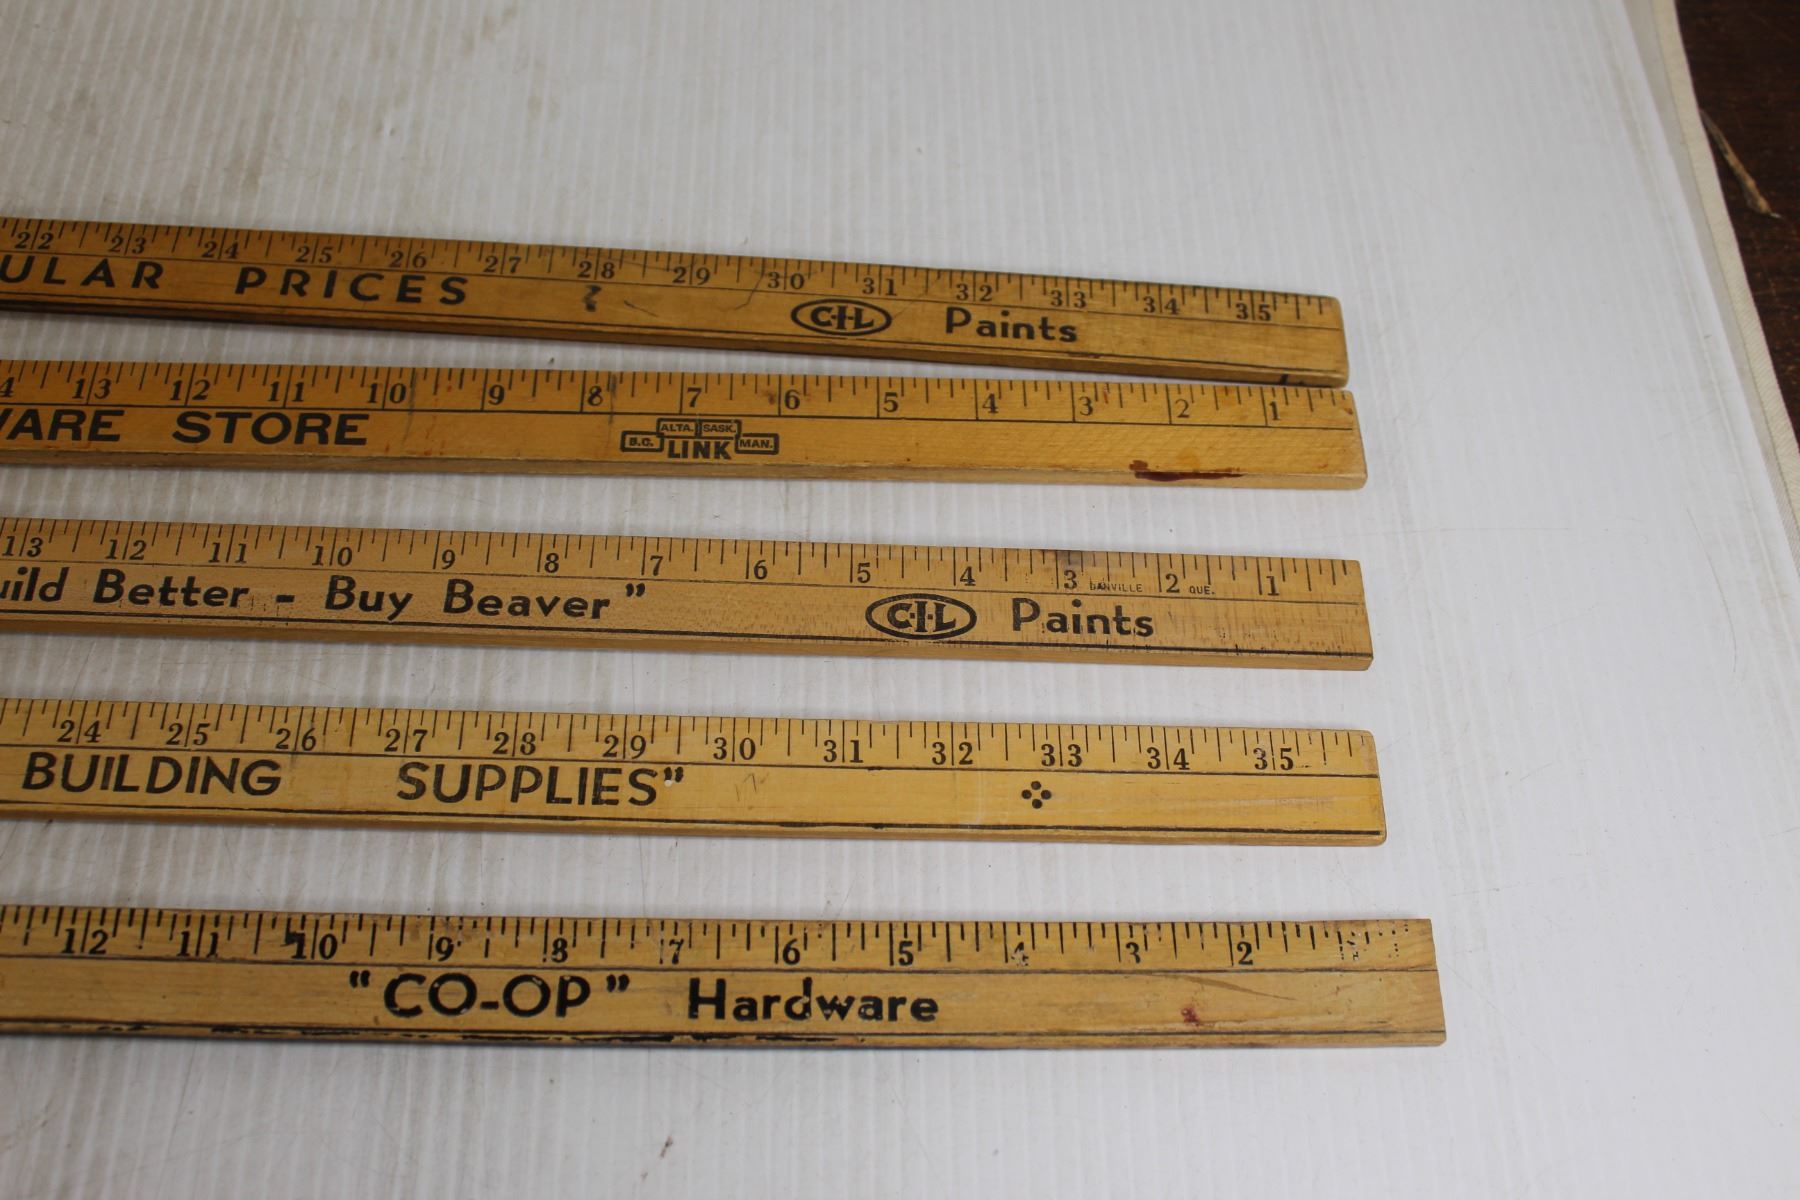 22 23 24 25 26 27 28 29 30 31 32 33 34 35
ULAR PRICES C-I-L Paints
4 13 12 11 10 9 8 7 6 5 4 3 2 1
WARE STORE B.C. ALTA. SASK. MAN. LINK
13 12 11 10 9 8 7 6 5 4 3 2 1
DANVILLE QUE.
uild Better - Buy Beaver" C-I-L Paints
24 25 26 27 28 29 30 31 32 33 34 35
BUILDING SUPPLIES"
12 11 10 9 8 7 6 5 4 3 2
"CO-OP" Hardware